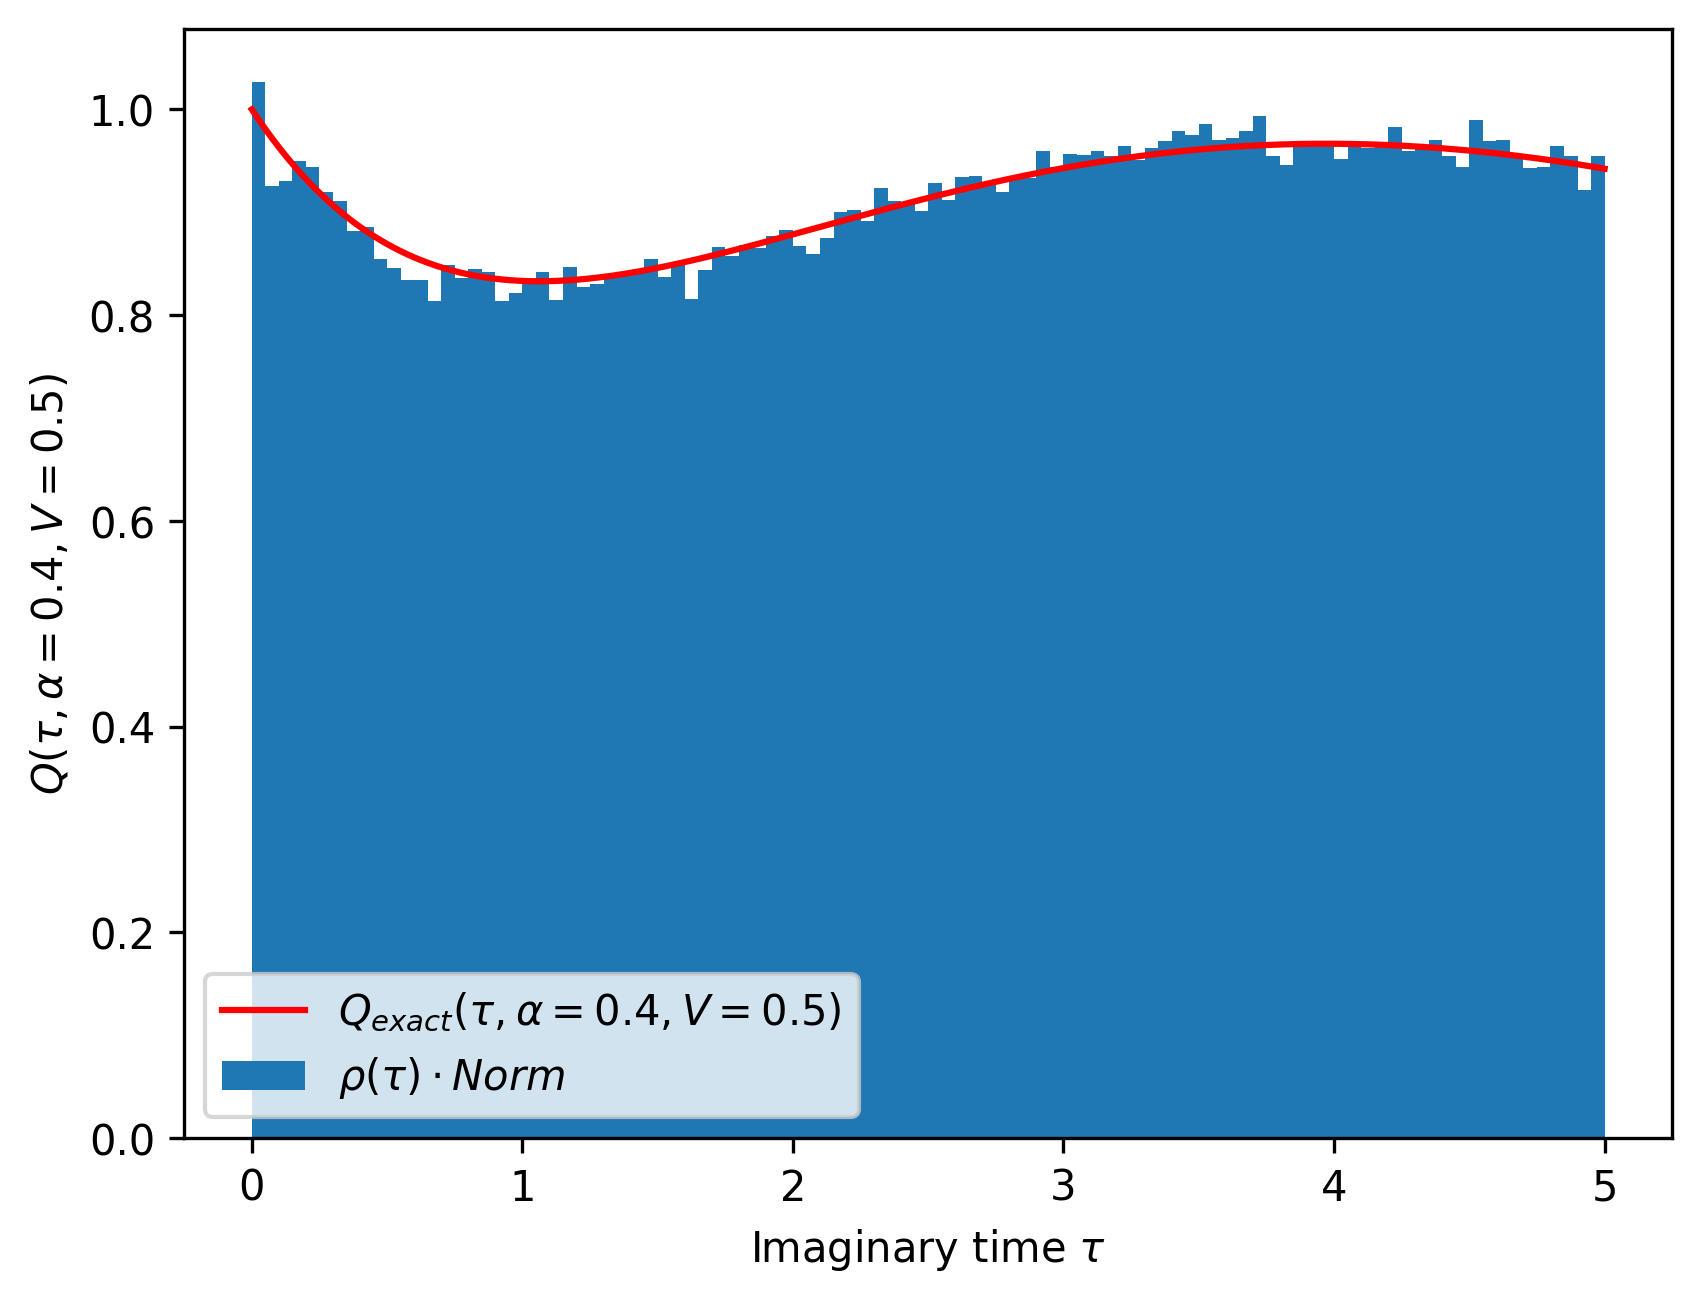 1.0
0.8
0.6
0.4
0.2
0.0
Q(τ, α = 0.4, V = 0.5)
Q_exact(τ, α = 0.4, V = 0.5)
ρ(τ) · Norm
0 1 2 3 4 5
Imaginary time τ